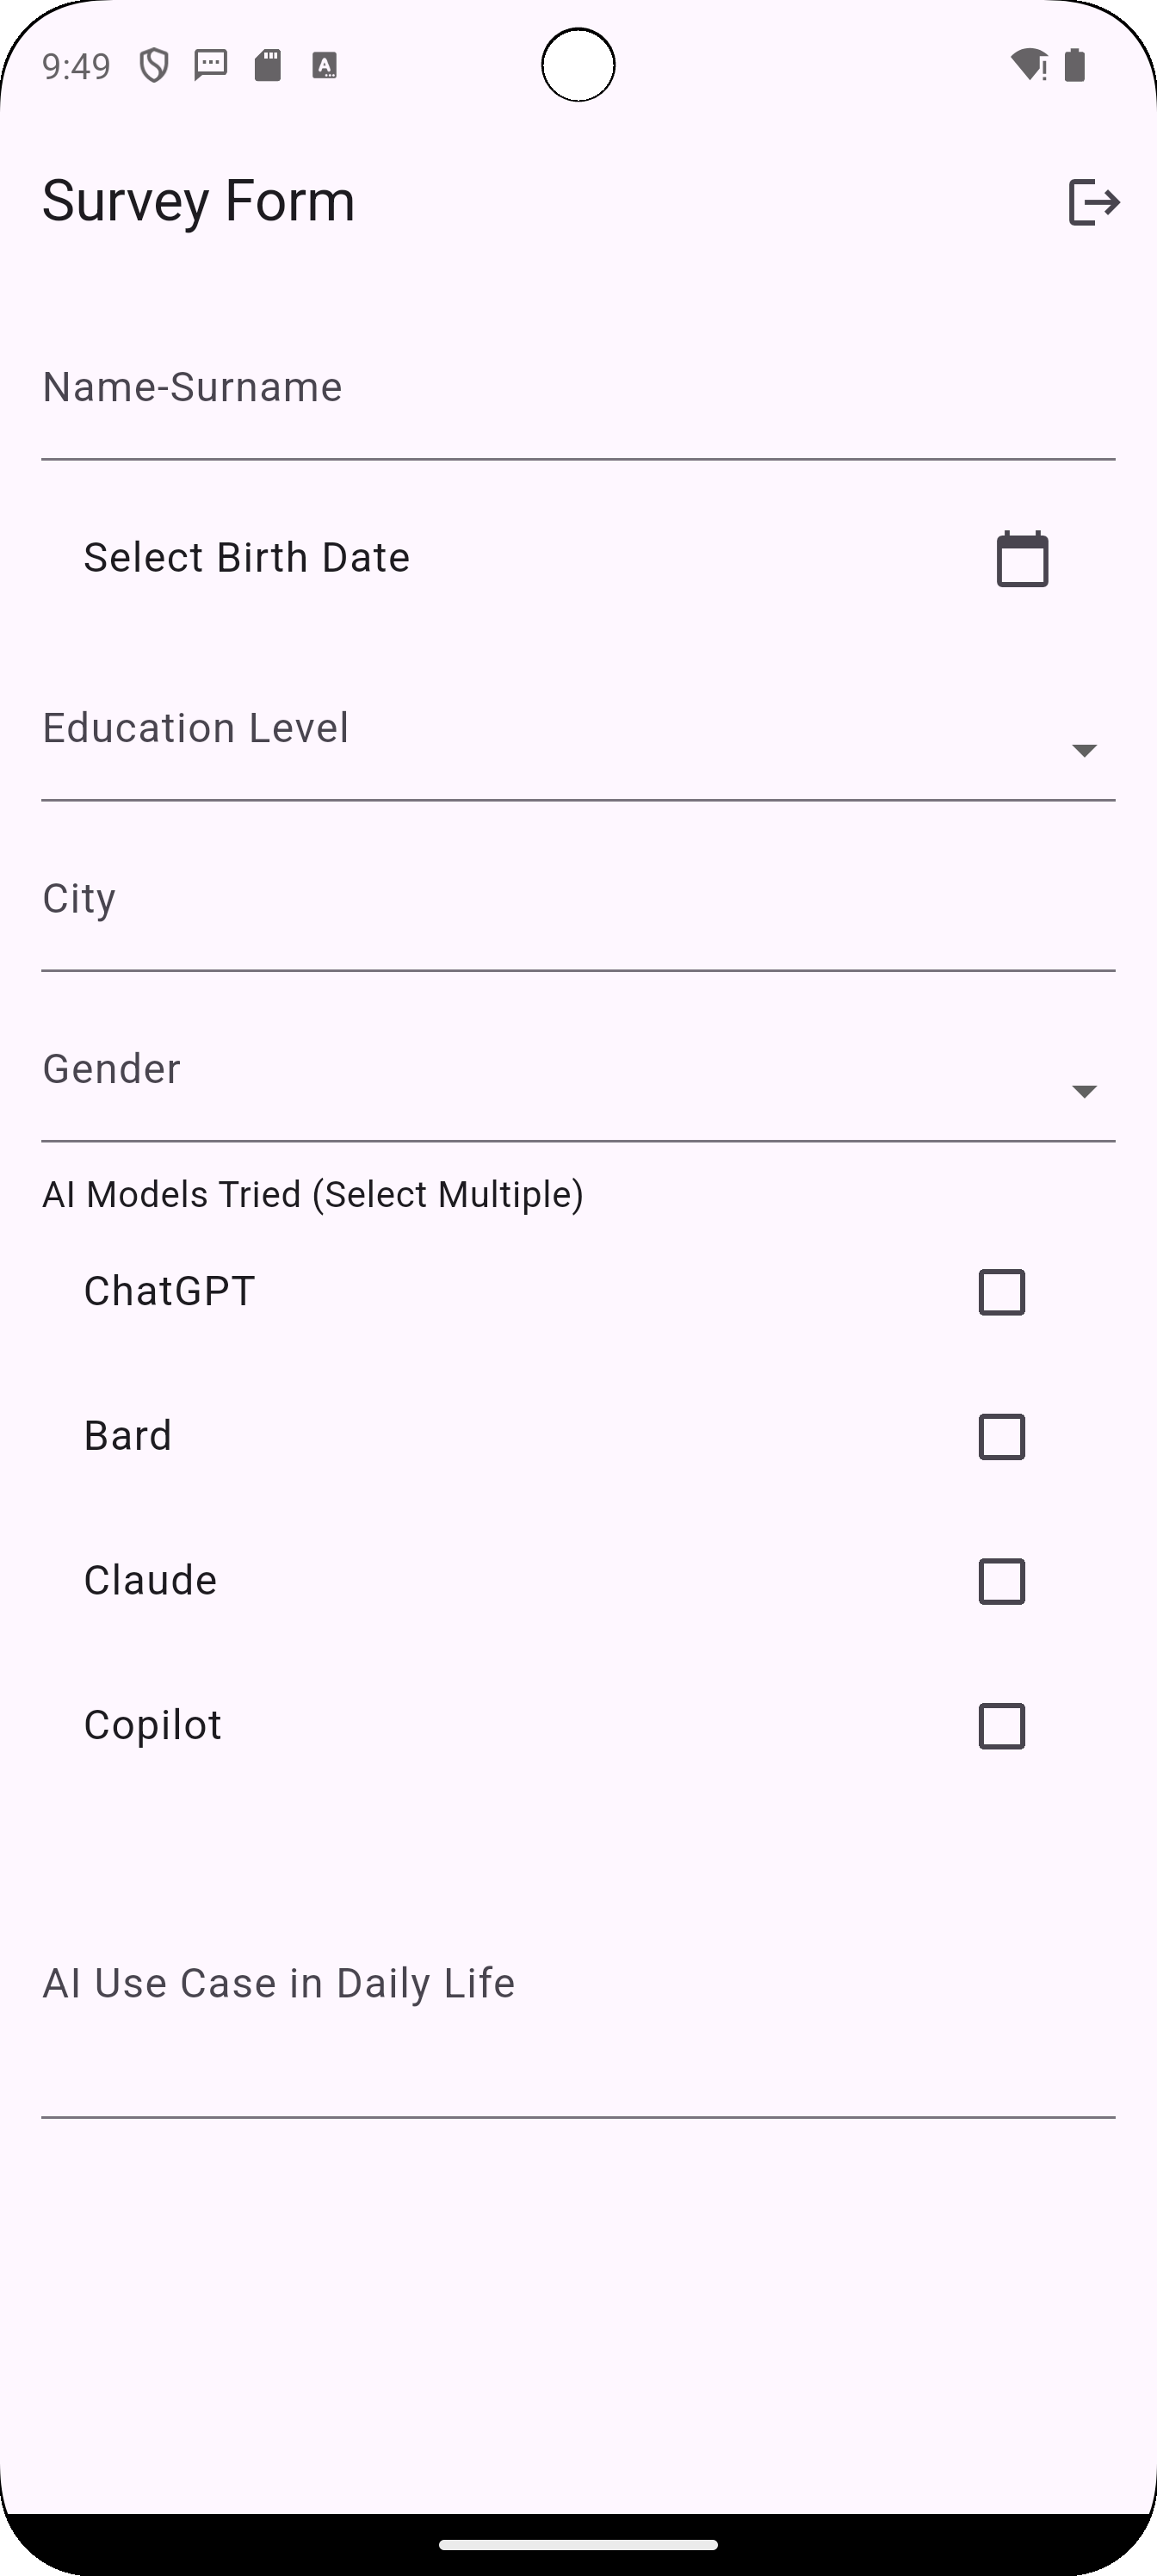 9:49
Survey Form
Name-Surname
Select Birth Date
Education Level
City
Gender
AI Models Tried (Select Multiple)
ChatGPT
Bard
Claude
Copilot
AI Use Case in Daily Life